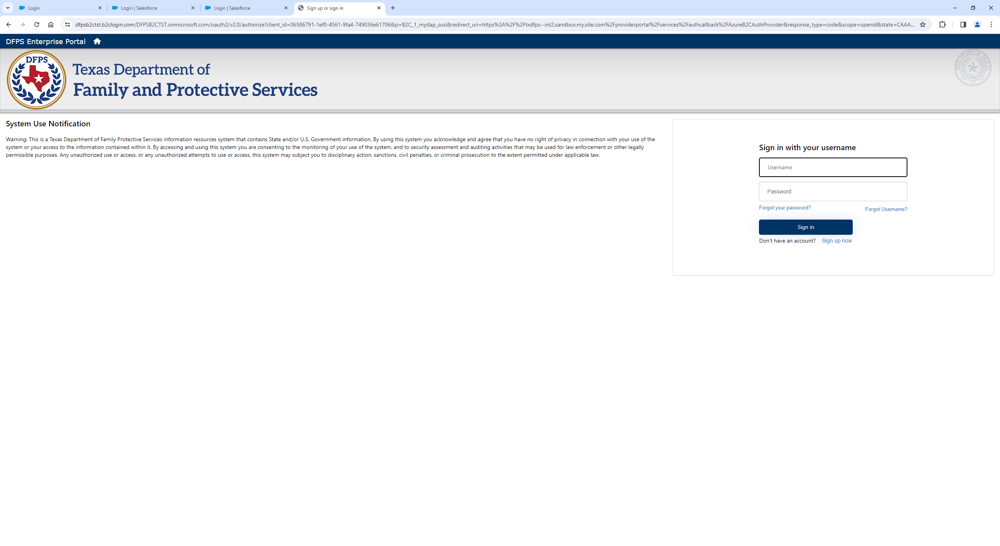 Login
Login | Salesforce
Login | Salesforce
Sign up or sign in
dfpsb2ctst.b2clogin.com/DFPSB2CTST.onmicrosoft.com/oauth2/v2.0/authorize?client_id=06586791-1ef0-4561-9fa4-749036e61706&p=B2C_1_mydap_susi&redirect_uri=https%3A%2F%2Ftxdfps--int2.sandbox.my.site.com%2Fproviderportal%2Fservices%2Fauthcallback%2FAzureB2CAuthProvider&response_type=code&scope=openid&state=CAAA...
DFPS Enterprise Portal
DFPS
Texas Department of
Family and Protective Services
THE STATE OF TEXAS
System Use Notification
Warning: This is a Texas Department of Family Protective Services information resources system that contains State and/or U.S. Government information. By using this system you acknowledge and agree that you have no right of privacy in connection with your use of the
system or your access to the information contained within it. By accessing and using this system you are consenting to the monitoring of your use of the system, and to security assessment and auditing activities that may be used for law enforcement or other legally
permissible purposes. Any unauthorized use or access, or any unauthorized attempts to use or access, this system may subject you to disciplinary action, sanctions, civil penalties, or criminal prosecution to the extent permitted under applicable law.
Sign in with your username
Username
Password
Forgot your password?
Forgot Username?
Sign in
Don't have an account? Sign up now